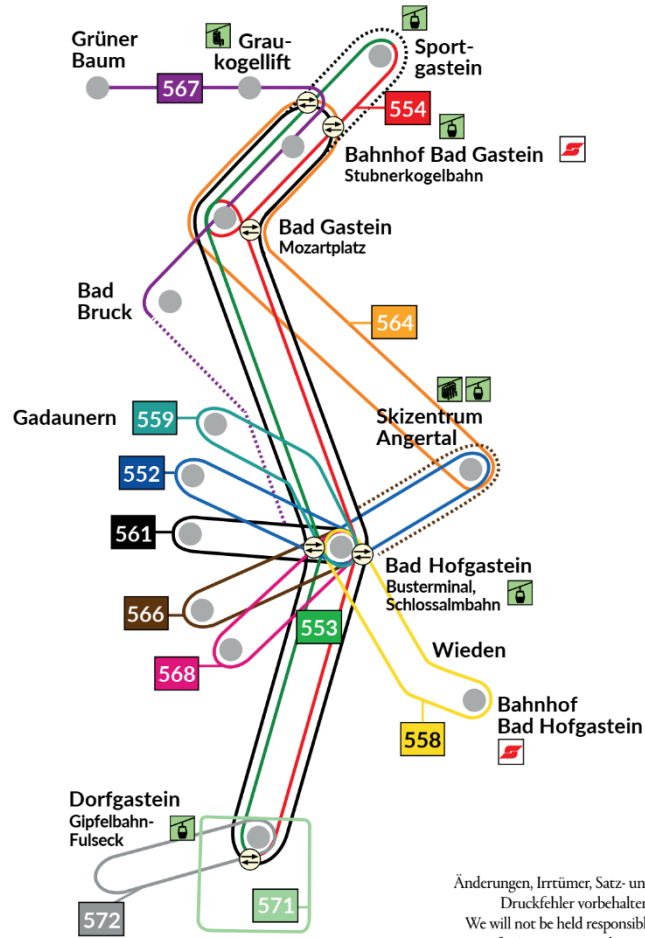 Grüner
Baum
567
Grau-
kogellift
Sport-
gastein
554
Bahnhof Bad Gastein
Stubnerkogelbahn
Bad Gastein
Mozartplatz
Bad
Bruck
564
Gadaunern
559
Skizentrum
Angertal
552
561
Bad Hofgastein
Busterminal,
Schlossalmbahn
566
553
568
Wieden
558
Bahnhof
Bad Hofgastein
Dorfgastein
Gipfelbahn-
Fulseck
572
571
Änderungen, Irrtümer, Satz- un
Druckfehler vorbehalten
We will not be held responsibl